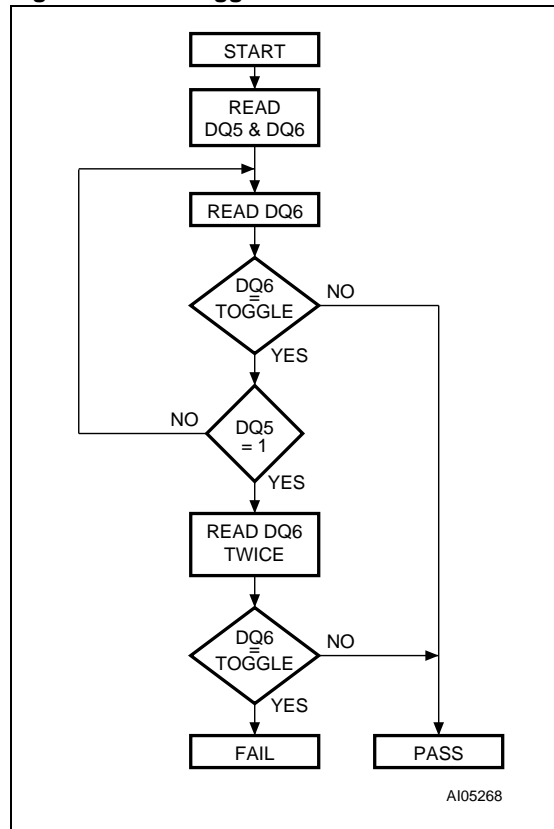 START
READ
DQ5 & DQ6
READ DQ6
DQ6
=
TOGGLE
NO
YES
NO
DQ5
= 1
YES
READ DQ6
TWICE
DQ6
=
TOGGLE
NO
YES
FAIL
PASS
AI05268